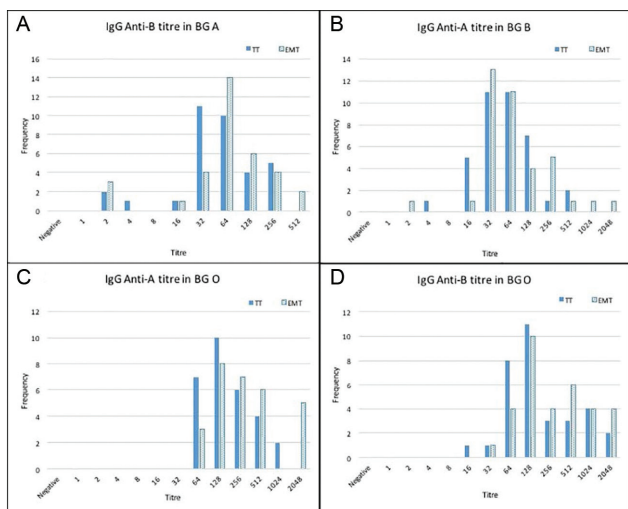 A
IgG Anti-B titre in BG A
TT EMT
Frequency
16
14
12
10
8
6
4
2
0
Negative 1 2 4 8 16 32 64 128 256 512
Titre
B
IgG Anti-A titre in BG B
TT EMT
Frequency
14
12
10
8
6
4
2
0
Negative 1 2 4 8 16 32 64 128 256 512 1024 2048
Titre
C
IgG Anti-A titre in BG O
TT EMT
Frequency
12
10
8
6
4
2
0
Negative 1 2 4 8 16 32 64 128 256 512 1024 2048
Titre
D
IgG Anti-B titre in BG O
TT EMT
Frequency
12
10
8
6
4
2
0
Negative 1 2 4 8 16 32 64 128 256 512 1024 2048
Titre